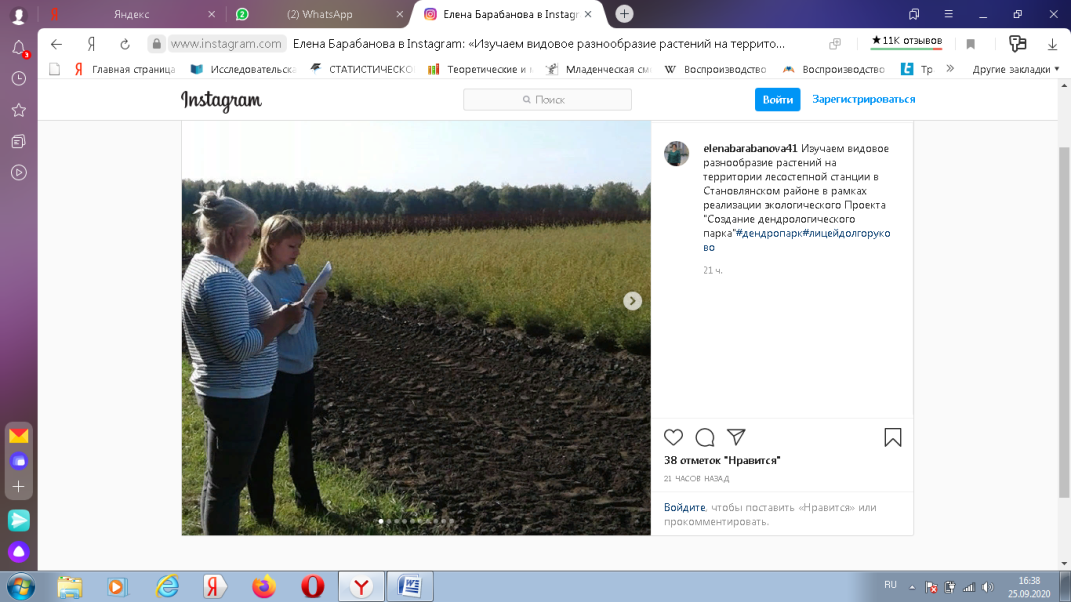 Яндекс
(2) WhatsApp
Елена Барабанова в Instagr
www.instagram.com
Елена Барабанова в Instagram: «Изучаем видовое разнообразие растений на террито...
★11K отзывов
3
Главная страница
Исследовательска
СТАТИСТИЧЕСКО
Теоретические и
Младенческая см
Воспроизводство
Воспроизводство
Тр
Другие закладки
Instagram
Поиск
Войти
Зарегистрироваться
elenabarabanova41 Изучаем видовое
разнообразие растений на
территории лесостепной станции в
Становлянском районе в рамках
реализации экологического Проекта
"Создание дендрологического
парка"#дендропарк#лицейдолгоруко
во
21 ч.
38 отметок "Нравится"
21 ЧАСОВ НАЗАД
Войдите, чтобы поставить «Нравится» или
прокомментировать.
RU
16:38
25.09.2020